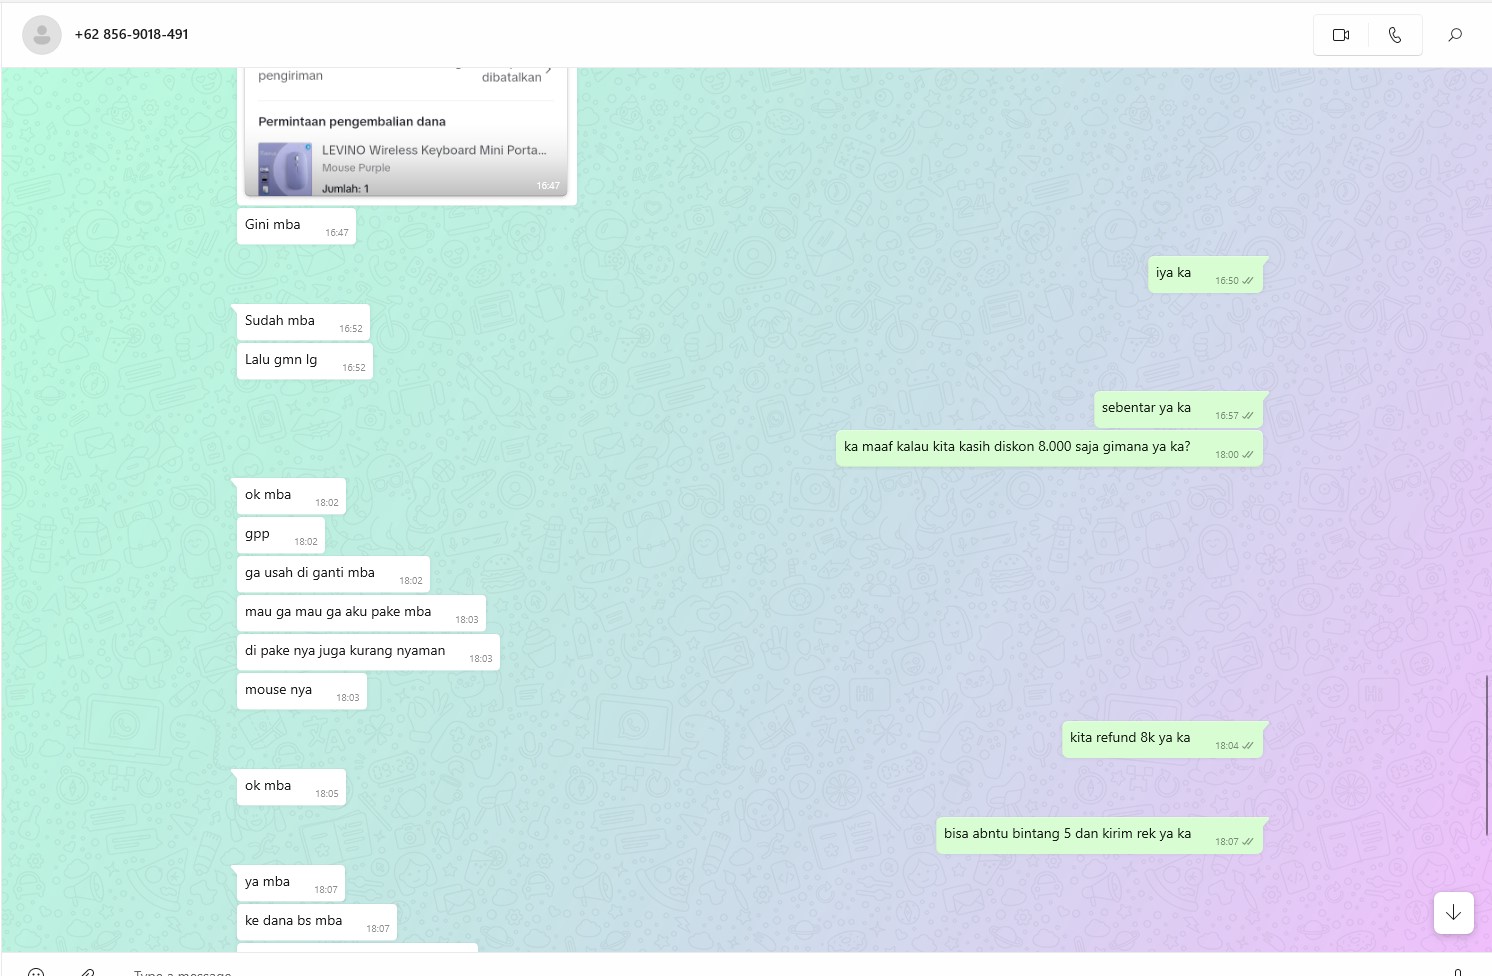 +62 856-9018-491
pengiriman
dibatalkan
Permintaan pengembalian dana
LEVINO Wireless Keyboard Mini Porta...
Mouse Purple
Jumlah: 1
16:47
Gini mba
16:47
iya ka
16:50
Sudah mba
16:52
Lalu gmn lg
16:52
sebentar ya ka
16:57
ka maaf kalau kita kasih diskon 8.000 saja gimana ya ka?
18:00
ok mba
18:02
gpp
18:02
ga usah di ganti mba
18:02
mau ga mau ga aku pake mba
18:03
di pake nya juga kurang nyaman
18:03
mouse nya
18:03
kita refund 8k ya ka
18:04
ok mba
18:05
bisa abntu bintang 5 dan kirim rek ya ka
18:07
ya mba
18:07
ke dana bs mba
18:07
Type a message